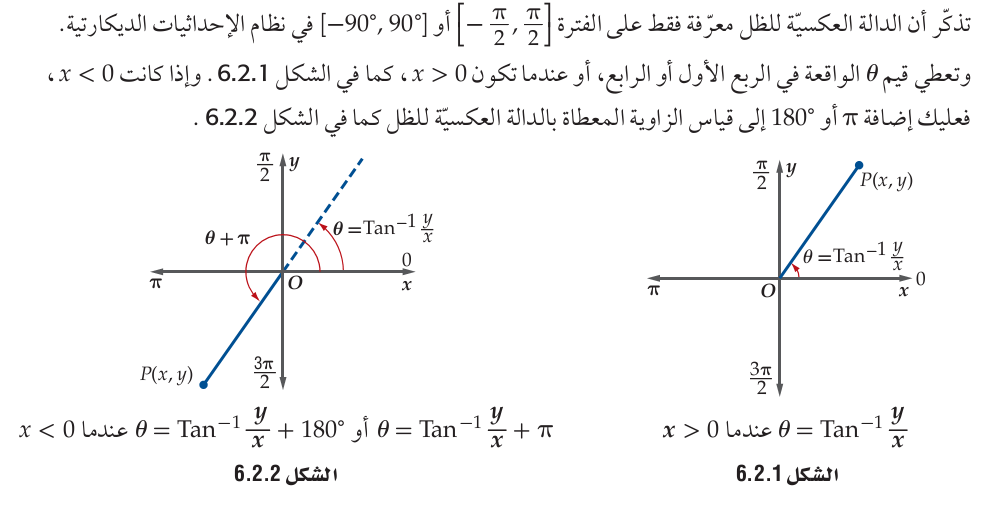 تذكّر أن الدالة العكسيّة للظل معرّفة فقط على الفترة [−π/2, π/2] أو [−90°, 90°] في نظام الإحداثيات الديكارتية.
وتعطي قيم θ الواقعة في الربع الأول أو الرابع، أو عندما تكون x > 0، كما في الشكل 6.2.1 . وإذا كانت x < 0،
فعليك إضافة π أو 180° إلى قياس الزاوية المعطاة بالدالة العكسيّة للظل كما في الشكل 6.2.2 .
π/2
y
P(x, y)
θ = Tan⁻¹ y/x
π
O
x
0
3π/2
θ = Tan⁻¹ y/x عندما x > 0
الشكل 6.2.1
π/2
y
θ = Tan⁻¹ y/x
θ + π
0
π
O
x
P(x, y)
3π/2
θ = Tan⁻¹ y/x + π أو θ = Tan⁻¹ y/x + 180° عندما x < 0
الشكل 6.2.2